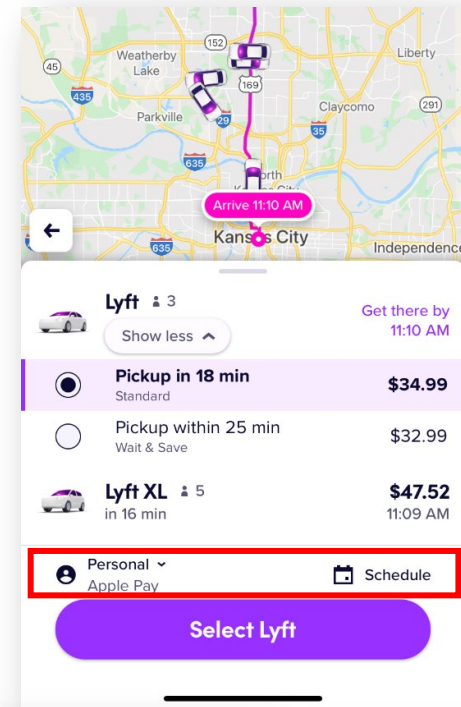 152
Weatherby
Lake
Liberty
45
169
435
Claycomo
291
Parkville
29
35
635
Arrive 11:10 AM
Kansas City
635
Independence
Lyft 3
Get there by
11:10 AM
Show less
Pickup in 18 min
$34.99
Standard
Pickup within 25 min
$32.99
Wait & Save
Lyft XL 5
$47.52
in 16 min
11:09 AM
Personal
Apple Pay
Schedule
Select Lyft